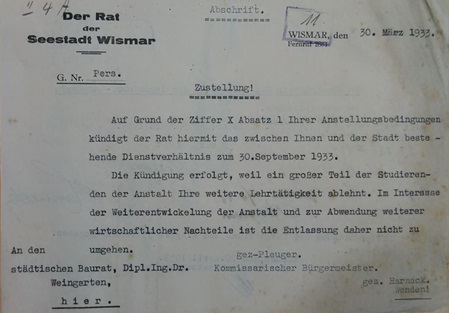 II 4 A
Abschrift.
11
Der Rat
der
Seestadt Wismar
WISMAR, den 30. März 1933.
G. Nr. Pers.
Zustellung!
Auf Grund der Ziffer X Absatz 1 Ihrer Anstellungsbedingungen
kündigt der Rat hiermit das zwischen Ihnen und der Stadt beste-
hende Dienstverhältnis zum 30.September 1933.
Die Kündigung erfolgt, weil ein großer Teil der Studieren-
den der Anstalt Ihre weitere Lehrtätigkeit ablehnt. Im Interesse
der Weiterentwickelung der Anstalt und zur Abwendung weiterer
wirtschaftlicher Nachteile ist die Entlassung daher nicht zu
umgehen.
An den
gez-Pleuger.
städtischen Baurat, Dipl.Ing.Dr. Kommissarischer Bürgermeister.
Weingarten,
gez. Harnack.
hier.